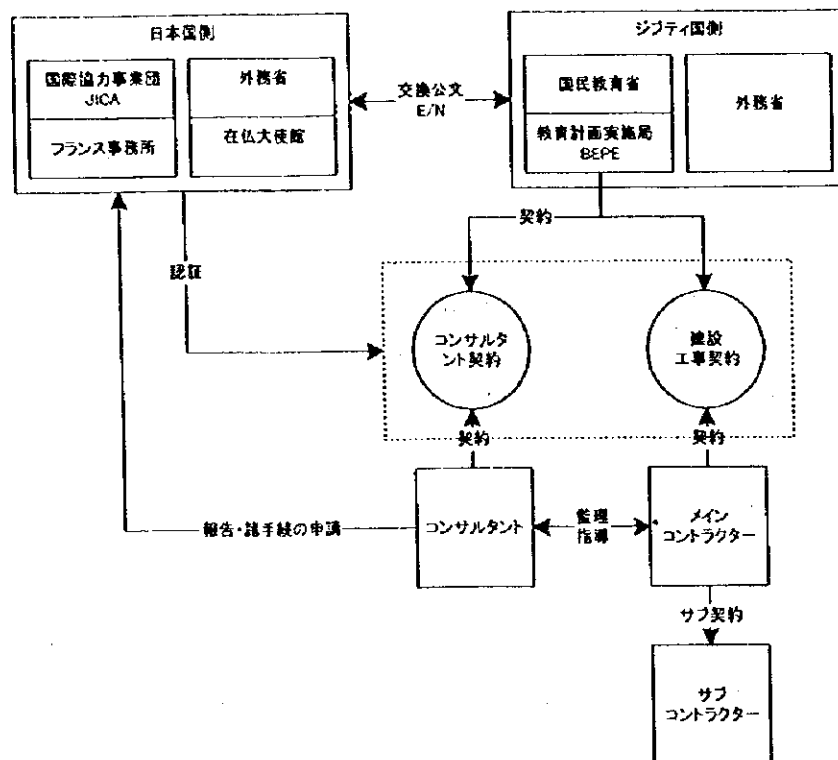 日本国側
国際協力事業団
JICA
フランス事務所
外務省
在仏大使館
交換公文
E/N
ジブティ国側
国民教育省
教育計画実施局
BEPE
外務省
契約
認証
コンサルタ
ント契約
建設
工事契約
契約
契約
報告・諸手続の申請
コンサルタント
監理
指導
メイン
コントラクター
サブ契約
サブ
コントラクター